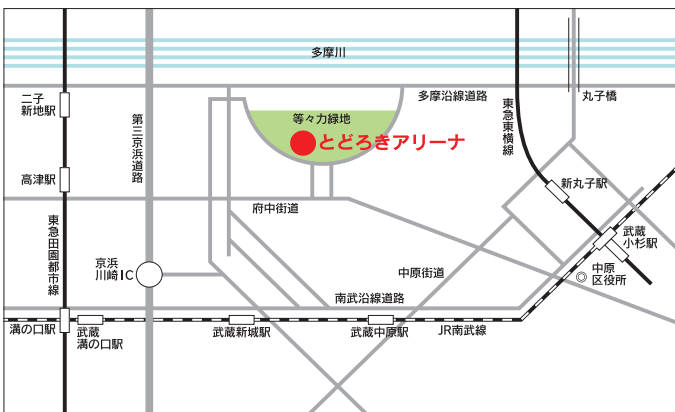 多摩川
多摩沿線道路
丸子橋
二子
新地駅
第三京浜道路
等々力緑地
とどろきアリーナ
東急東横線
高津駅
新丸子駅
府中街道
東急田園都市線
武蔵
小杉駅
京浜
川崎IC
中原街道
中原
区役所
南武沿線道路
溝の口駅
武蔵
溝の口駅
武蔵新城駅
武蔵中原駅
JR南武線